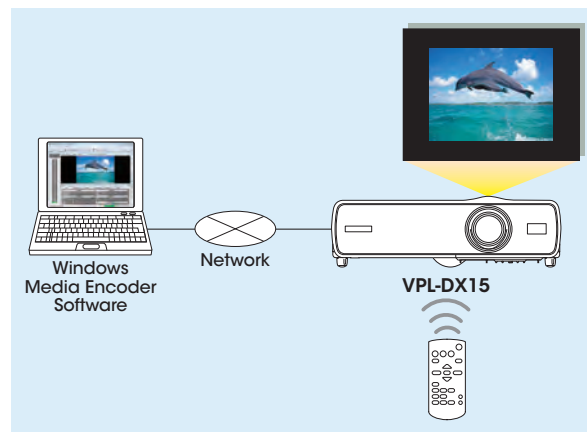 Windows
Media Encoder
Software
Network
VPL-DX15